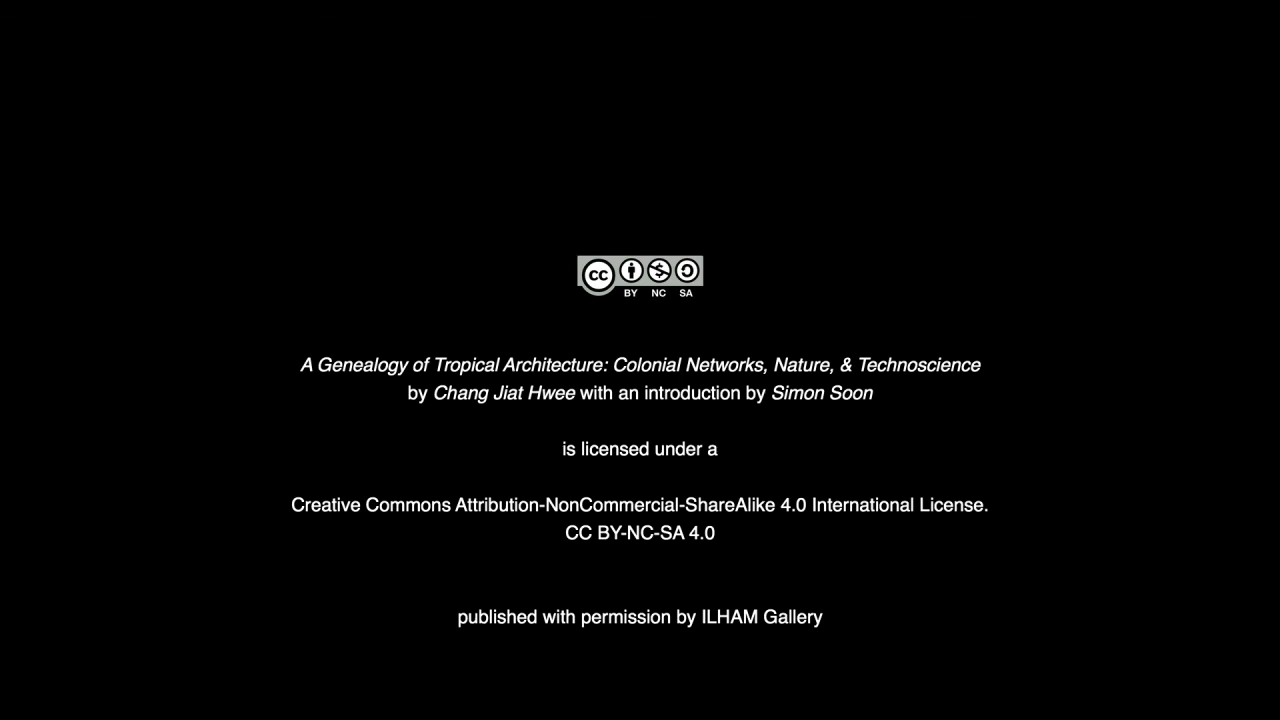 cc
BY NC SA
A Genealogy of Tropical Architecture: Colonial Networks, Nature, & Technoscience
by Chang Jiat Hwee with an introduction by Simon Soon
is licensed under a
Creative Commons Attribution-NonCommercial-ShareAlike 4.0 International License.
CC BY-NC-SA 4.0
published with permission by ILHAM Gallery